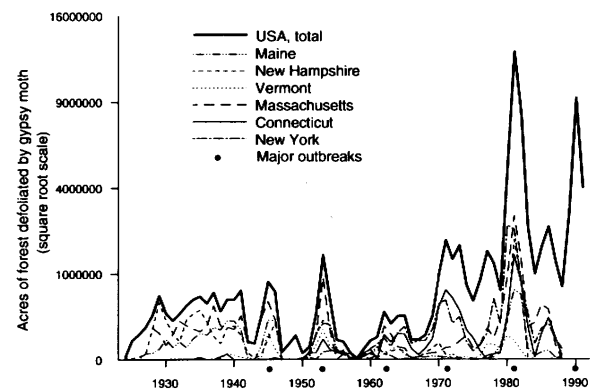 Acres of forest defoliated by gypsy moth
(square root scale)
16000000
9000000
4000000
1000000
0
USA, total
Maine
New Hampshire
Vermont
Massachusetts
Connecticut
New York
Major outbreaks
1930
1940
1950
1960
1970
1980
1990